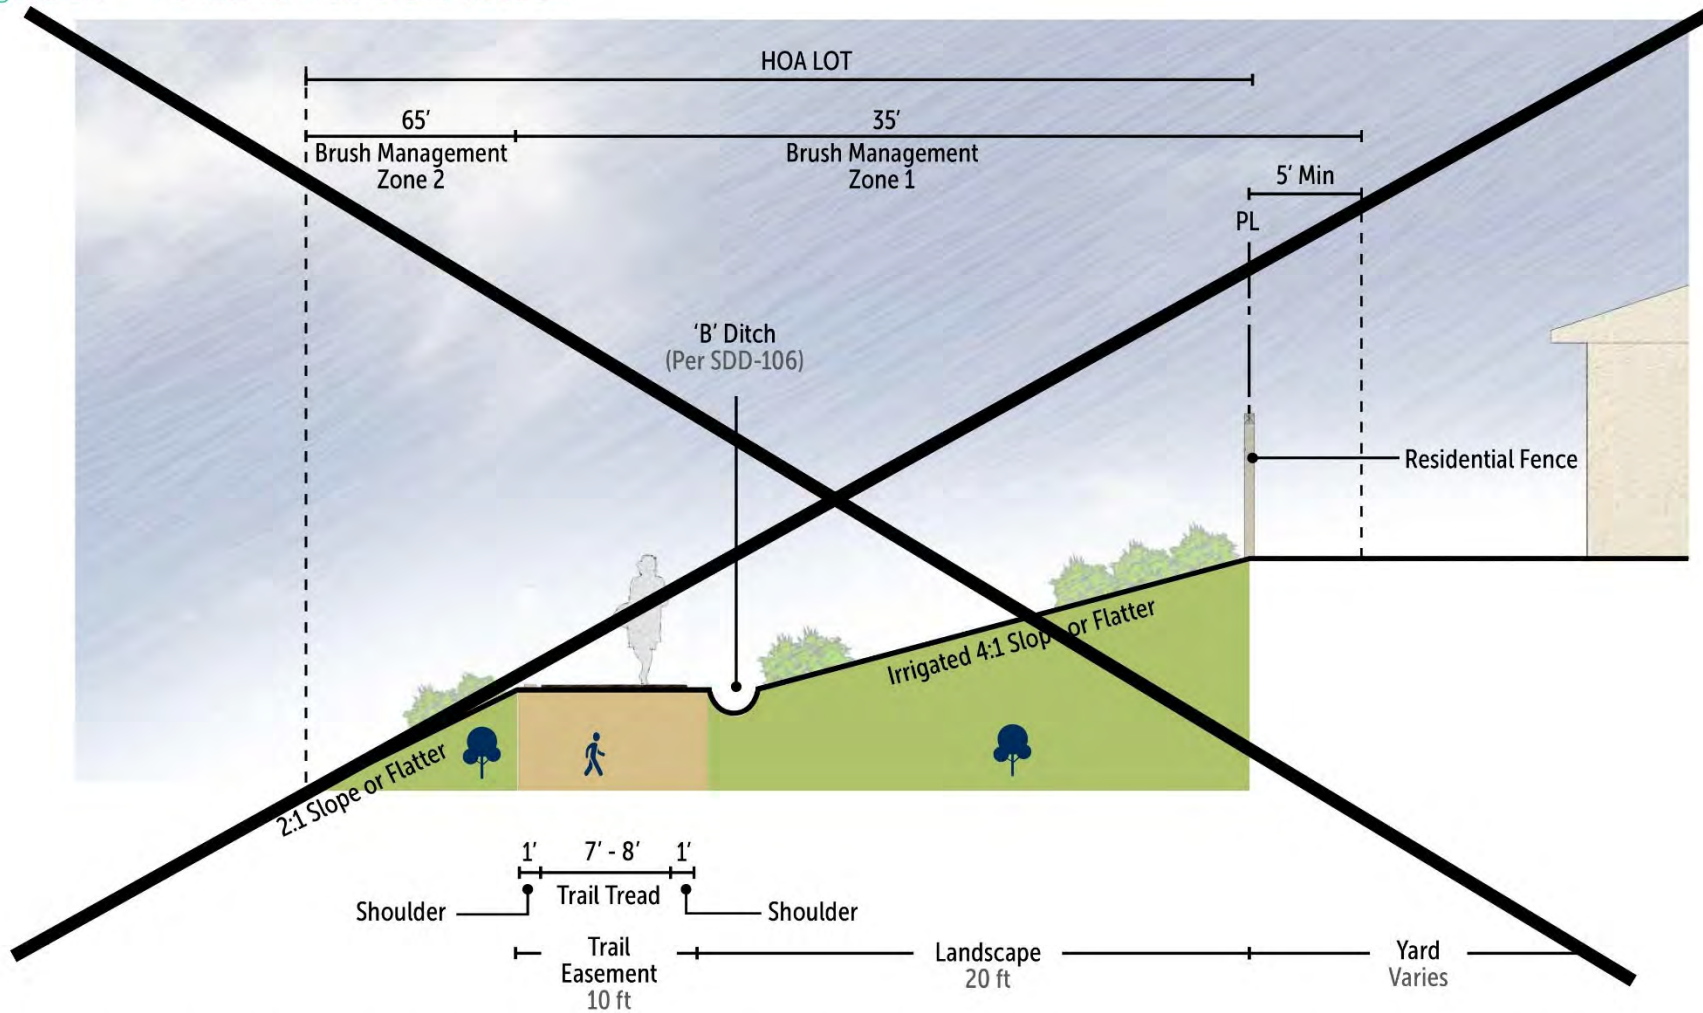 HOA LOT
65’
35’
Brush Management
Zone 2
Brush Management
Zone 1
5’ Min
PL
‘B’ Ditch
(Per SDD-106)
Residential Fence
Irrigated 4:1 Slope or Flatter
2:1 Slope or Flatter
1’
7’ - 8’
1’
Trail Tread
Shoulder
Shoulder
Trail
Easement
10 ft
Landscape
20 ft
Yard
Varies